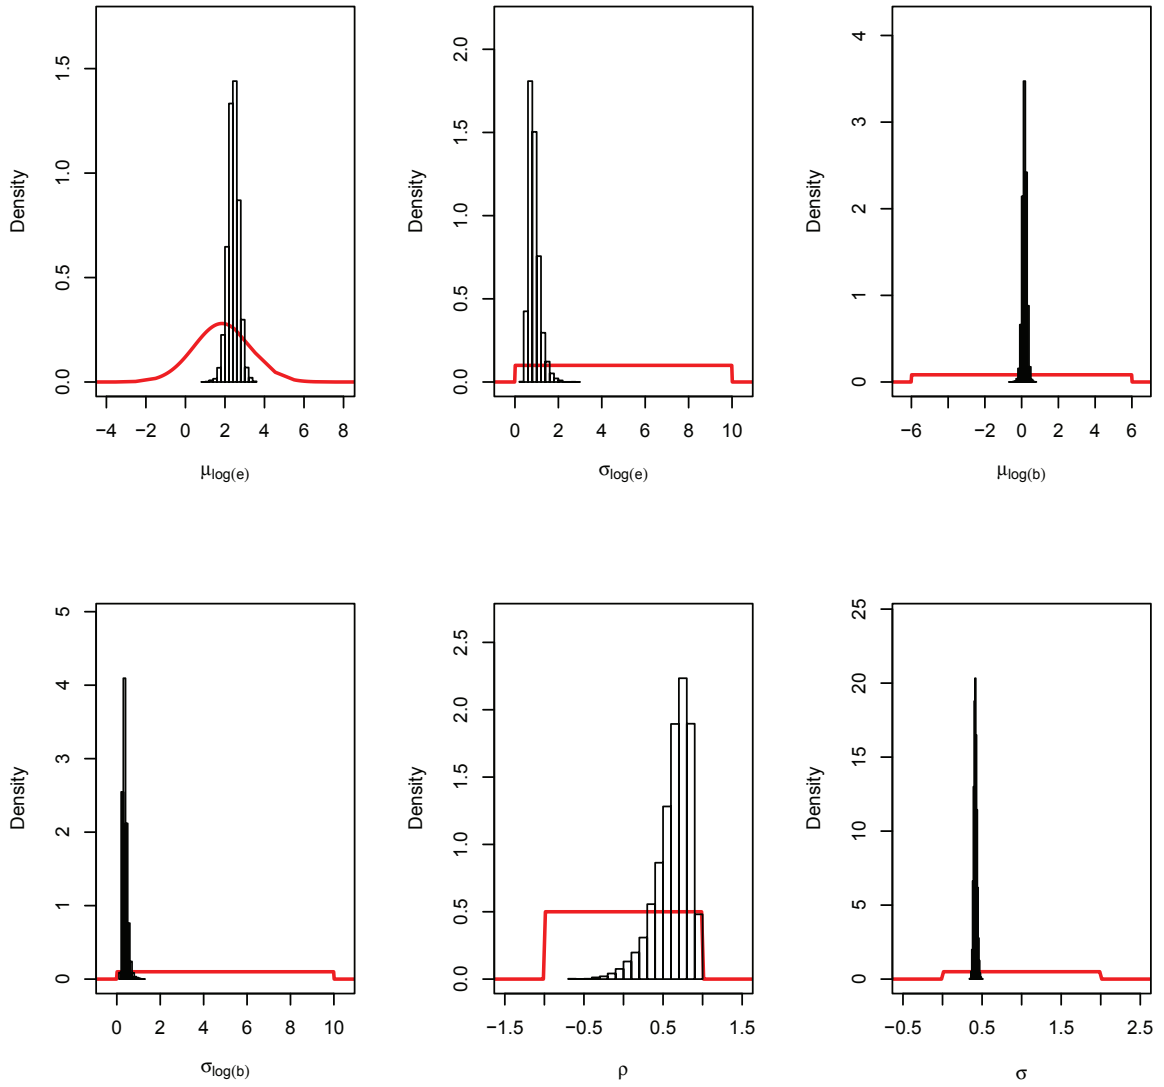 Density
0.0 0.5 1.0 1.5
−4 −2 0 2 4 6 8
μlog(e)
Density
0.0 0.5 1.0 1.5 2.0
0 2 4 6 8 10
σlog(e)
Density
0 1 2 3 4
−6 −2 0 2 4 6
μlog(b)
Density
0 1 2 3 4 5
0 2 4 6 8 10
σlog(b)
Density
0.0 0.5 1.0 1.5 2.0 2.5
−1.5 −0.5 0.5 1.5
ρ
Density
0 5 10 15 20 25
−0.5 0.5 1.5 2.5
σ